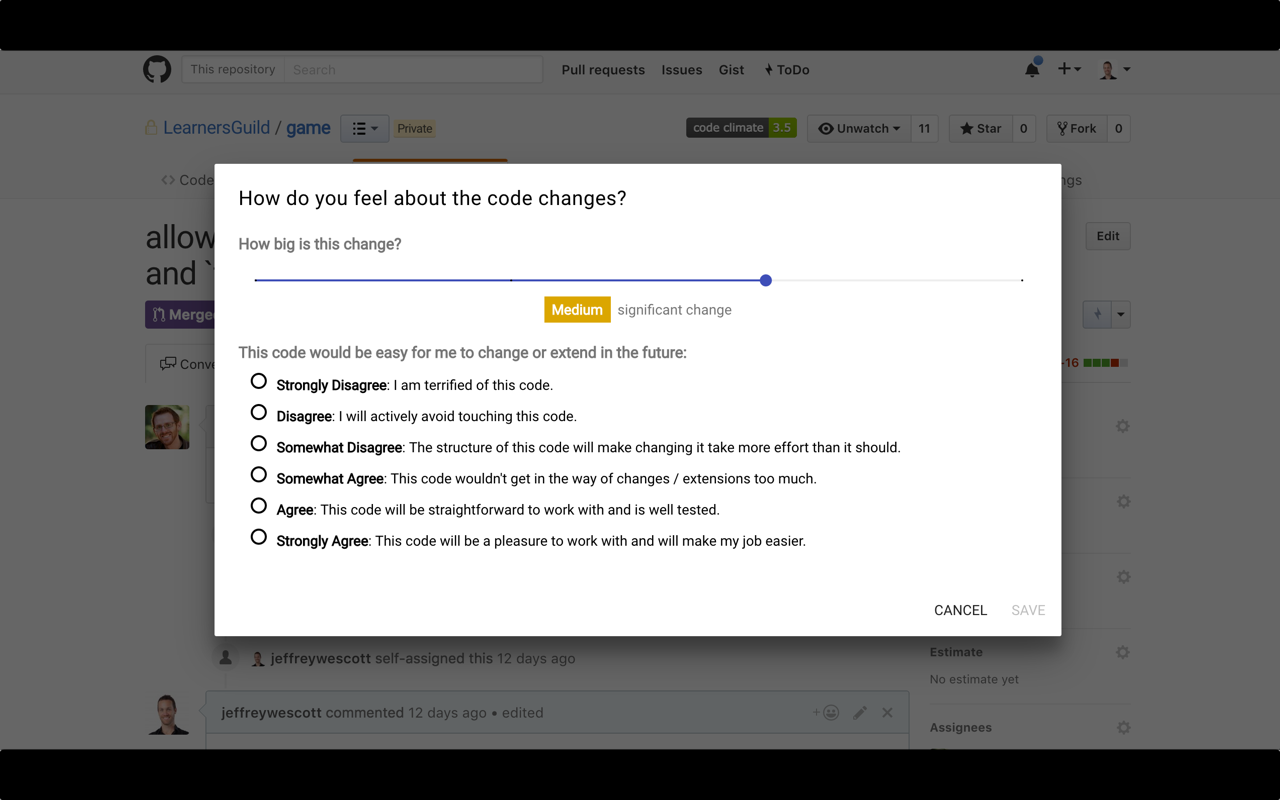 This repository Search Pull requests Issues Gist ToDo
LearnersGuild / game Private code climate 3.5 Unwatch 11 Star 0 Fork 0
<> Code ngs
allow
and `
Edit
Merged
Conve
-16
How do you feel about the code changes?
How big is this change?
Medium significant change
This code would be easy for me to change or extend in the future:
Strongly Disagree: I am terrified of this code.
Disagree: I will actively avoid touching this code.
Somewhat Disagree: The structure of this code will make changing it take more effort than it should.
Somewhat Agree: This code wouldn't get in the way of changes / extensions too much.
Agree: This code will be straightforward to work with and is well tested.
Strongly Agree: This code will be a pleasure to work with and will make my job easier.
CANCEL SAVE
jeffreywescott self-assigned this 12 days ago
Estimate
No estimate yet
jeffreywescott commented 12 days ago • edited
Assignees